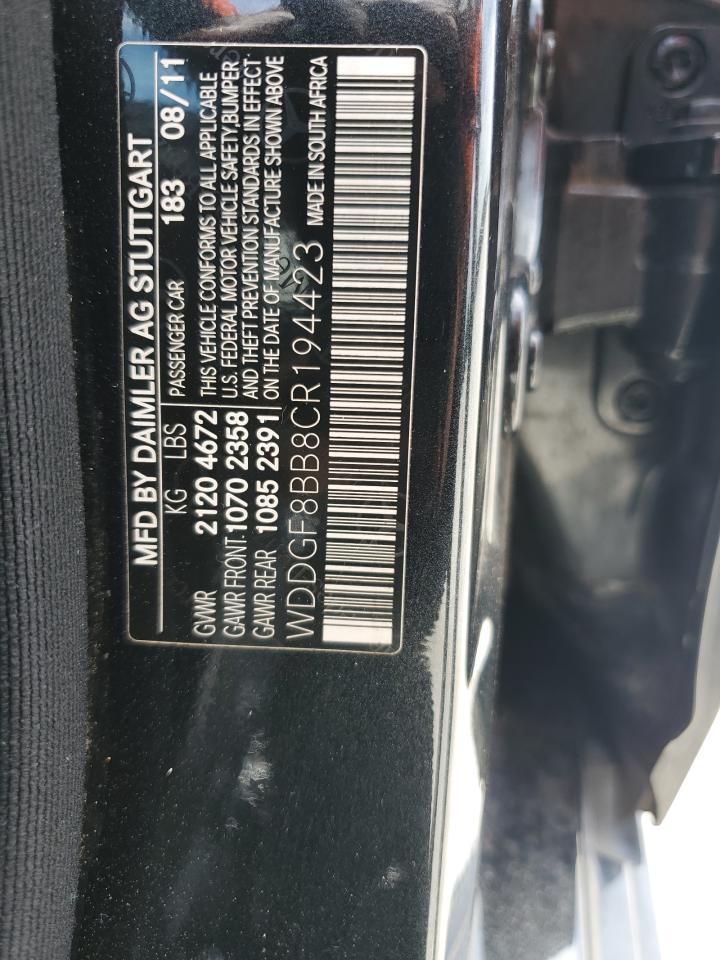 MFD BY DAIMLER AG STUTTGART
KG LBS PASSENGER CAR 183 08/11
GVWR 2120 4672
GAWR FRONT 1070 2358
GAWR REAR 1085 2391
THIS VEHICLE CONFORMS TO ALL APPLICABLE
U.S. FEDERAL MOTOR VEHICLE SAFETY, BUMPER,
AND THEFT PREVENTION STANDARDS IN EFFECT
ON THE DATE OF MANUFACTURE SHOWN ABOVE
WDDGF8BB8CR194423 MADE IN SOUTH AFRICA